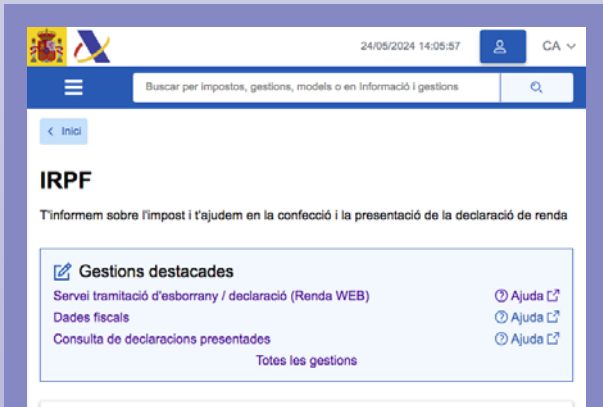 24/05/2024 14:05:57 CA
Buscar per impostos, gestions, models o en Informació i gestions
Inici
IRPF
T'informem sobre l'impost i t'ajudem en la confecció i la presentació de la declaració de renda
Gestions destacades
Servei tramitació d'esborrany / declaració (Renda WEB) Ajuda
Dades fiscals Ajuda
Consulta de declaracions presentades Ajuda
Totes les gestions